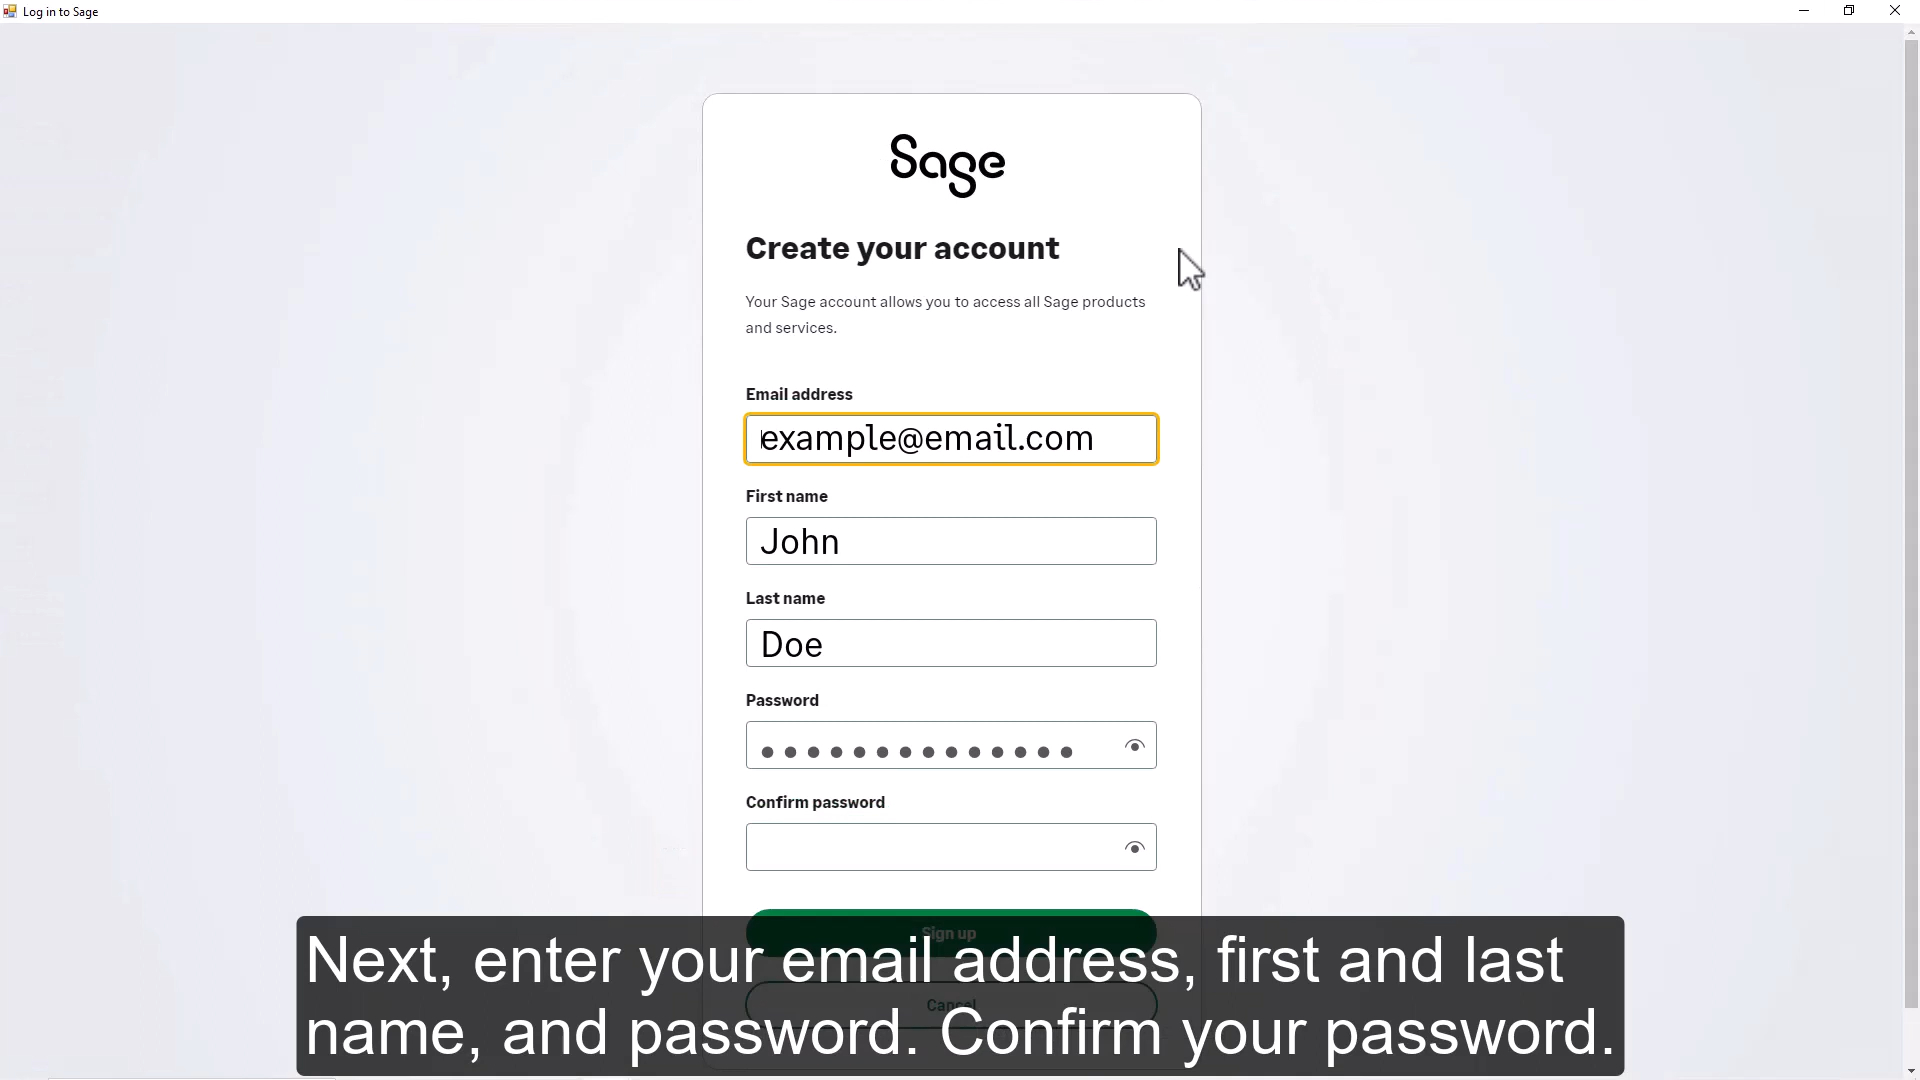 Log in to Sage
Sage
Create your account
Your Sage account allows you to access all Sage products
and services.
Email address
example@email.com
First name
John
Last name
Doe
Password
Confirm password
Sign up
Cancel
Next, enter your email address, first and last
name, and password. Confirm your password.